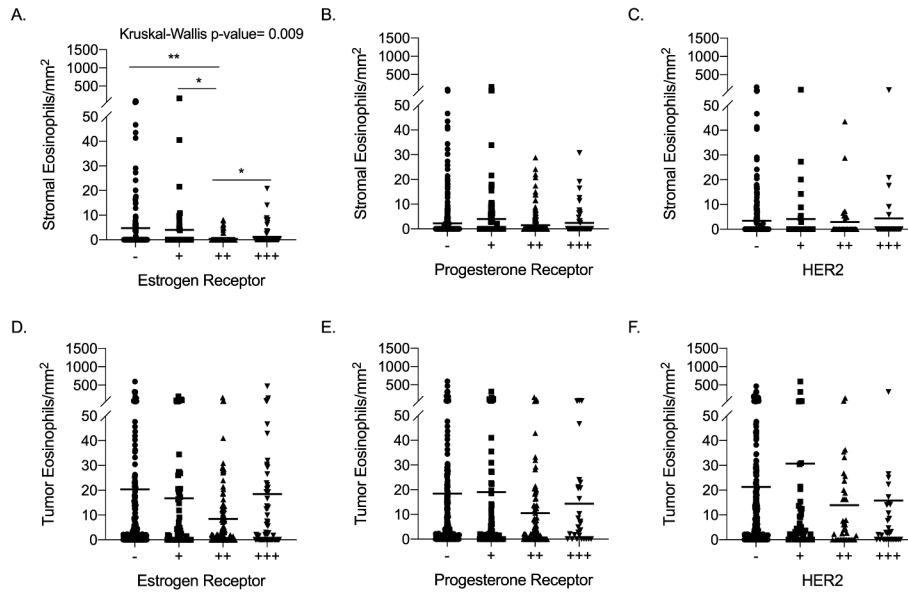 A.
Kruskal-Wallis p-value= 0.009
Stromal Eosinophils/mm²
1500
1000
500
50
40
30
20
10
0
**
*
*
- + ++ +++
Estrogen Receptor
B.
Stromal Eosinophils/mm²
1500
1000
500
50
40
30
20
10
0
- + ++ +++
Progesterone Receptor
C.
Stromal Eosinophils/mm²
1500
1000
500
50
40
30
20
10
0
- + ++ +++
HER2
D.
Tumor Eosinophils/mm²
1500
1000
500
50
40
30
20
10
0
- + ++ +++
Estrogen Receptor
E.
Tumor Eosinophils/mm²
1500
1000
500
50
40
30
20
10
0
- + ++ +++
Progesterone Receptor
F.
Tumor Eosinophils/mm²
1500
1000
500
50
40
30
20
10
0
- + ++ +++
HER2